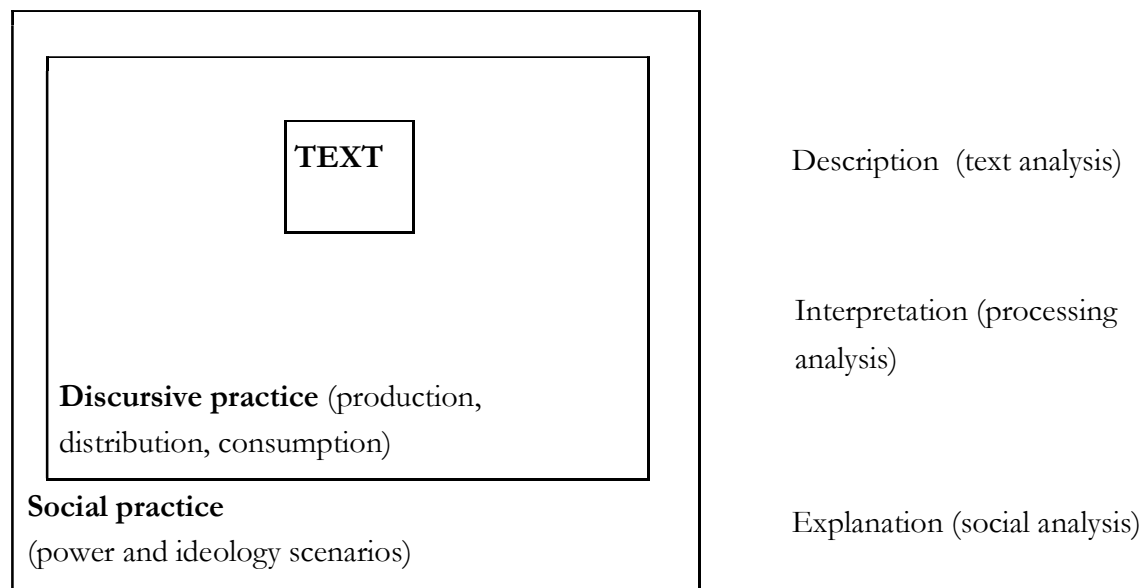 TEXT
Description (text analysis)
Interpretation (processing
analysis)
Discursive practice (production,
distribution, consumption)
Social practice
(power and ideology scenarios)
Explanation (social analysis)